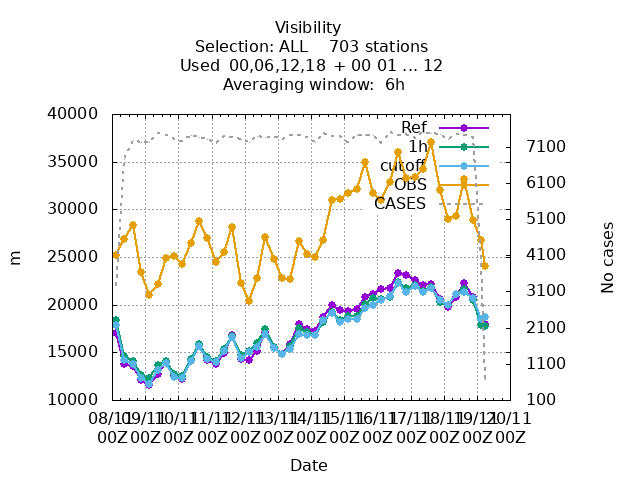 Visibility
Selection: ALL 703 stations
Used 00,06,12,18 + 00 01 ... 12
Averaging window: 6h
40000
35000
30000
25000
20000
15000
10000
m
Ref
1h
cutoff
OBS
CASES
7100
6100
5100
4100
3100
2100
1100
100
No cases
08/11 09/11 10/11 11/11 12/11 13/11 14/11 15/11 16/11 17/11 18/11 19/11 20/11
00Z 00Z 00Z 00Z 00Z 00Z 00Z 00Z 00Z 00Z 00Z 00Z 00Z
Date